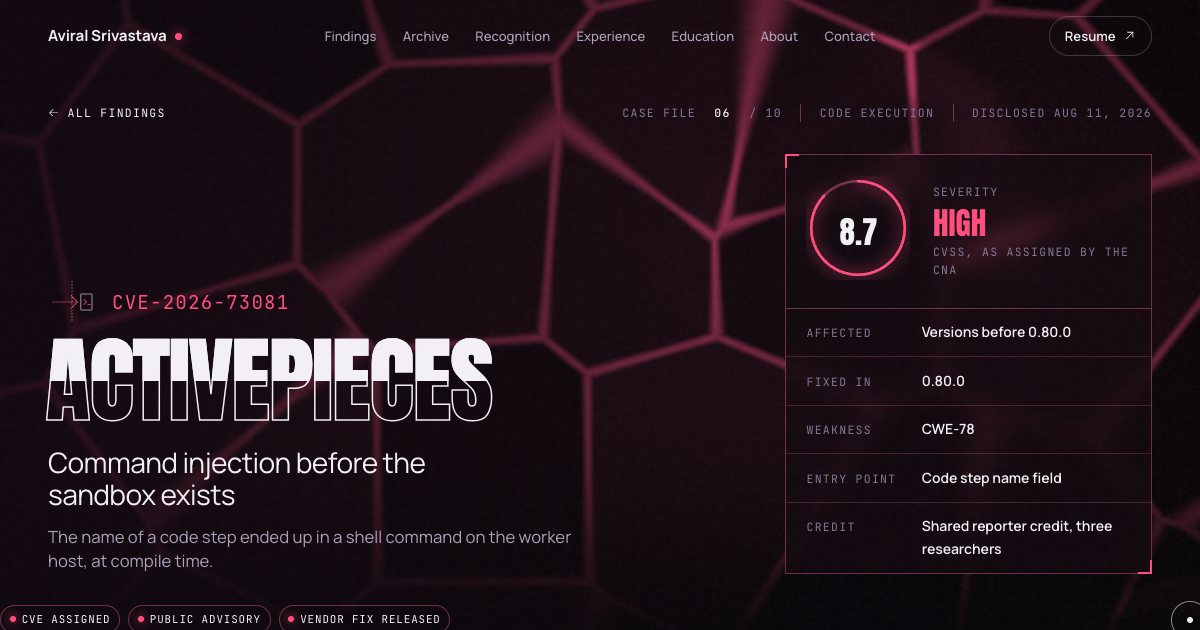 Aviral Srivastava
Findings Archive Recognition Experience Education About Contact
Resume ↗
← ALL FINDINGS
CASE FILE 06 / 10 | CODE EXECUTION | DISCLOSED AUG 11, 2026
8.7
SEVERITY
HIGH
CVSS, AS ASSIGNED BY THE
CNA
CVE-2026-73081
ACTIVEPIECES
Command injection before the
sandbox exists
The name of a code step ended up in a shell command on the worker
host, at compile time.
AFFECTED Versions before 0.80.0
FIXED IN 0.80.0
WEAKNESS CWE-78
ENTRY POINT Code step name field
CREDIT Shared reporter credit, three
researchers
CVE ASSIGNED
PUBLIC ADVISORY
VENDOR FIX RELEASED